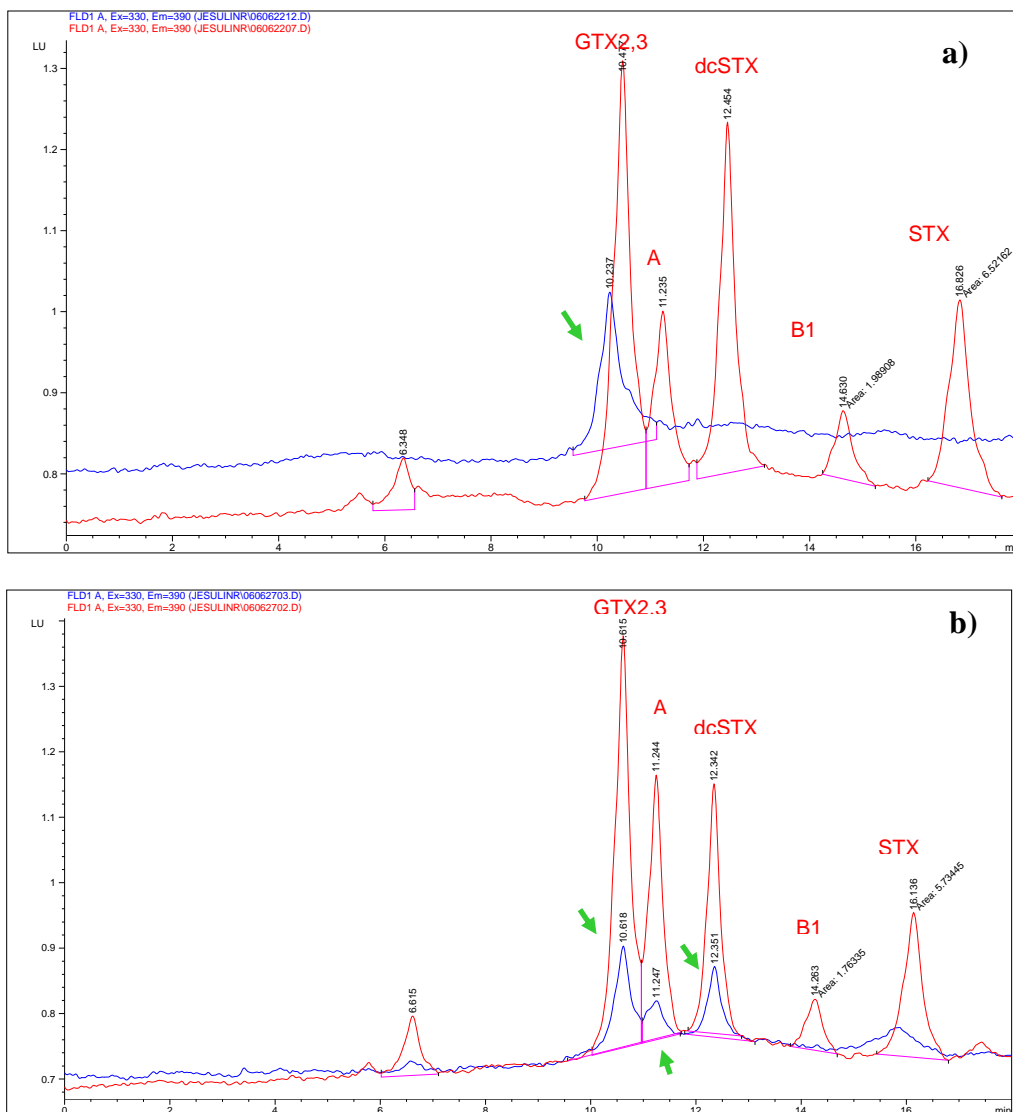 FLD1 A, Ex=330, Em=390 (JESULINR\06062212.D)
FLD1 A, Ex=330, Em=390 (JESULINR\06062207.D)
LU
a)
GTX2,3
10.477
dcSTX
12.454
1.3
1.2
1.1
1
0.9
0.8
10.237
A
11.235
STX
16.826
Area: 6.52162
B1
14.630
Area: 1.98908
6.348
0 2 4 6 8 10 12 14 16 m
FLD1 A, Ex=330, Em=390 (JESULINR\06062703.D)
FLD1 A, Ex=330, Em=390 (JESULINR\06062702.D)
LU
b)
GTX2,3
10.615
1.3
1.2
1.1
1
0.9
0.8
0.7
A
11.244
dcSTX
12.342
STX
16.136
Area: 5.73445
B1
14.263
Area: 1.76335
10.618
11.247
12.351
6.615
0 2 4 6 8 10 12 14 16 min